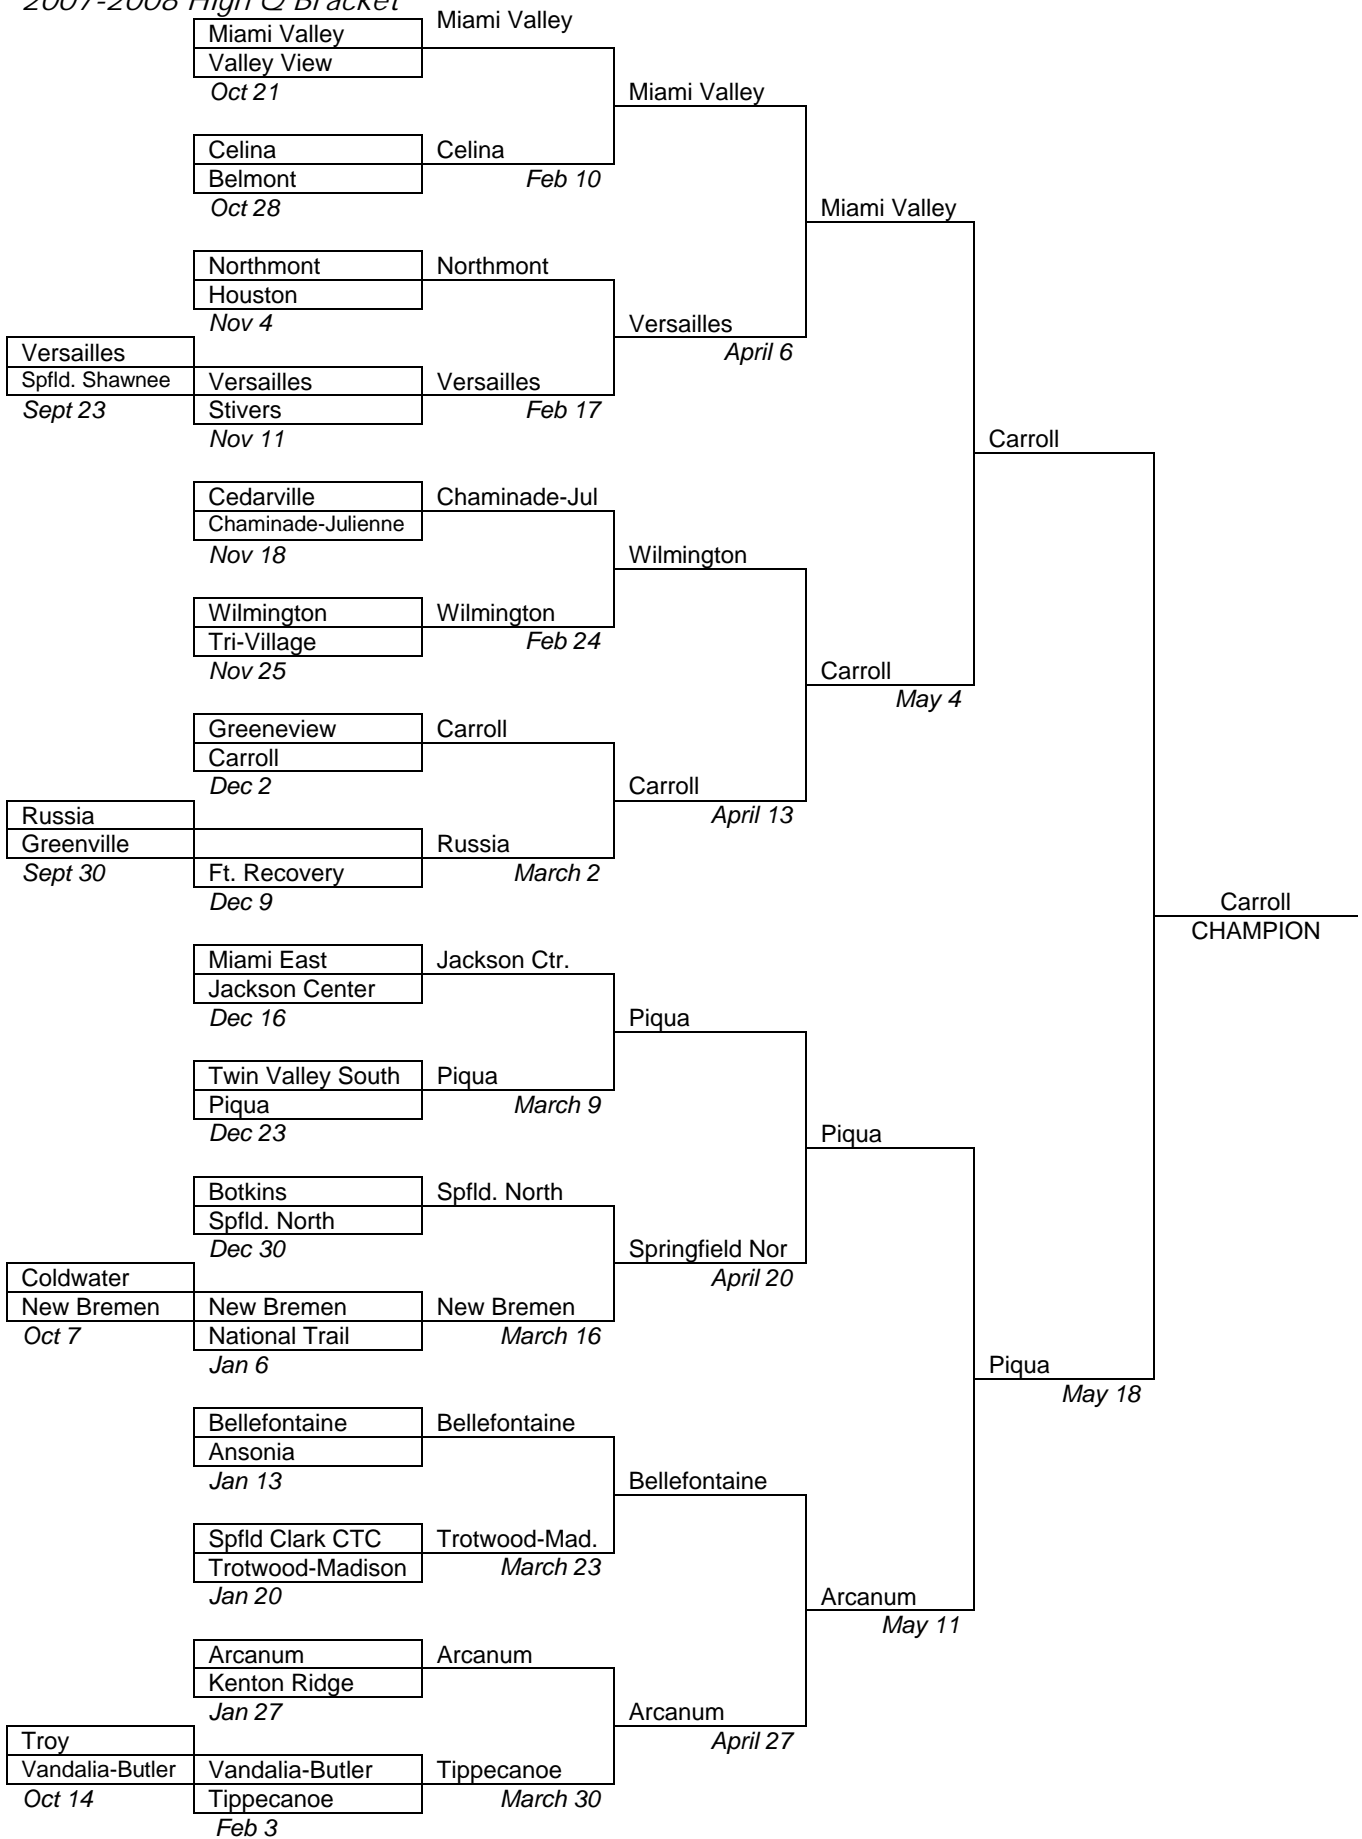 2007-2008 High Q Bracket
Miami Valley
Miami Valley
Valley View
Oct 21
Miami Valley
Celina
Celina
Belmont
Feb 10
Oct 28
Miami Valley
Northmont
Northmont
Houston
Nov 4
Versailles
Versailles
April 6
Spfld. Shawnee
Versailles
Versailles
Sept 23
Stivers
Feb 17
Nov 11
Carroll
Cedarville
Chaminade-Jul
Chaminade-Julienne
Nov 18
Wilmington
Wilmington
Wilmington
Tri-Village
Feb 24
Nov 25
Carroll
May 4
Greeneview
Carroll
Carroll
Dec 2
Carroll
Russia
April 13
Greenville
Russia
Sept 30
Ft. Recovery
March 2
Dec 9
Carroll
CHAMPION
Miami East
Jackson Ctr.
Jackson Center
Dec 16
Piqua
Twin Valley South
Piqua
Piqua
March 9
Dec 23
Piqua
Botkins
Spfld. North
Spfld. North
Dec 30
Springfield Nor
Coldwater
April 20
New Bremen
New Bremen
New Bremen
Oct 7
National Trail
March 16
Jan 6
Piqua
May 18
Bellefontaine
Bellefontaine
Ansonia
Jan 13
Bellefontaine
Spfld Clark CTC
Trotwood-Mad.
Trotwood-Madison
March 23
Jan 20
Arcanum
May 11
Arcanum
Arcanum
Kenton Ridge
Jan 27
Arcanum
Troy
April 27
Vandalia-Butler
Vandalia-Butler
Tippecanoe
Oct 14
Tippecanoe
March 30
Feb 3